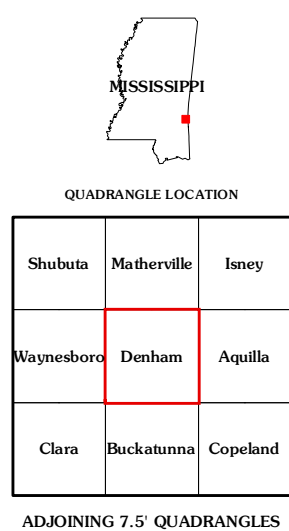 MISSISSIPPI
QUADRANGLE LOCATION
Shubuta Matherville Isney
Waynesboro Denham Aquilla
Clara Buckatunna Copeland
ADJOINING 7.5' QUADRANGLES